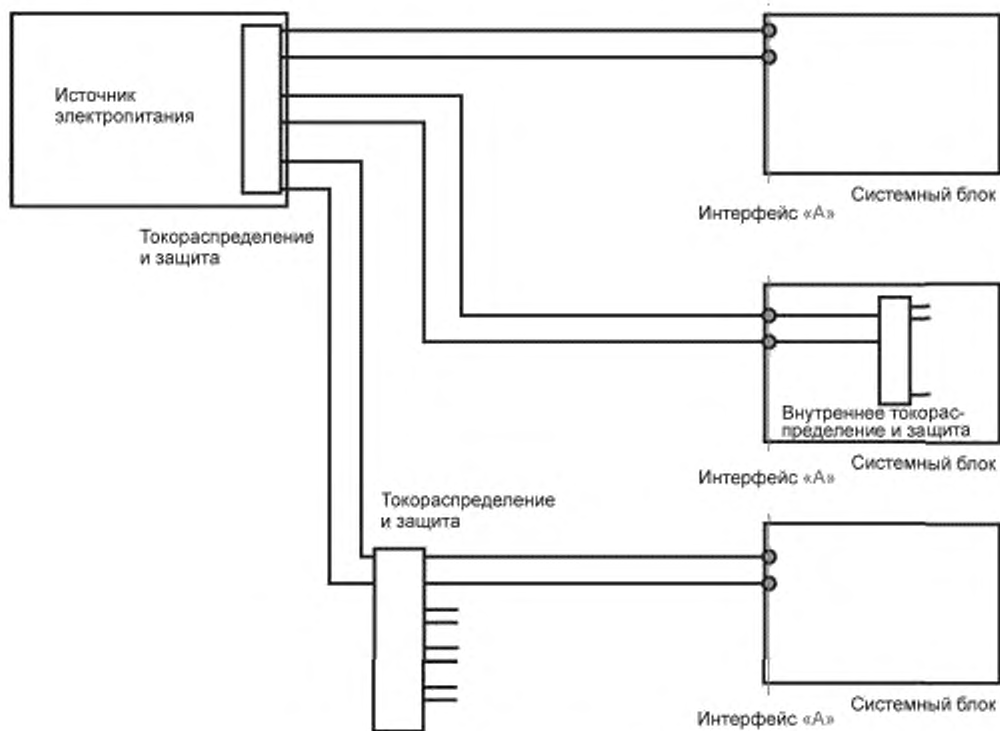 Источник
электропитания
Токораспределение
и защита
Системный блок
Интерфейс «А»
Внутреннее токорас-
пределение и защита
Системный блок
Интерфейс «А»
Токораспределение
и защита
Системный блок
Интерфейс «А»